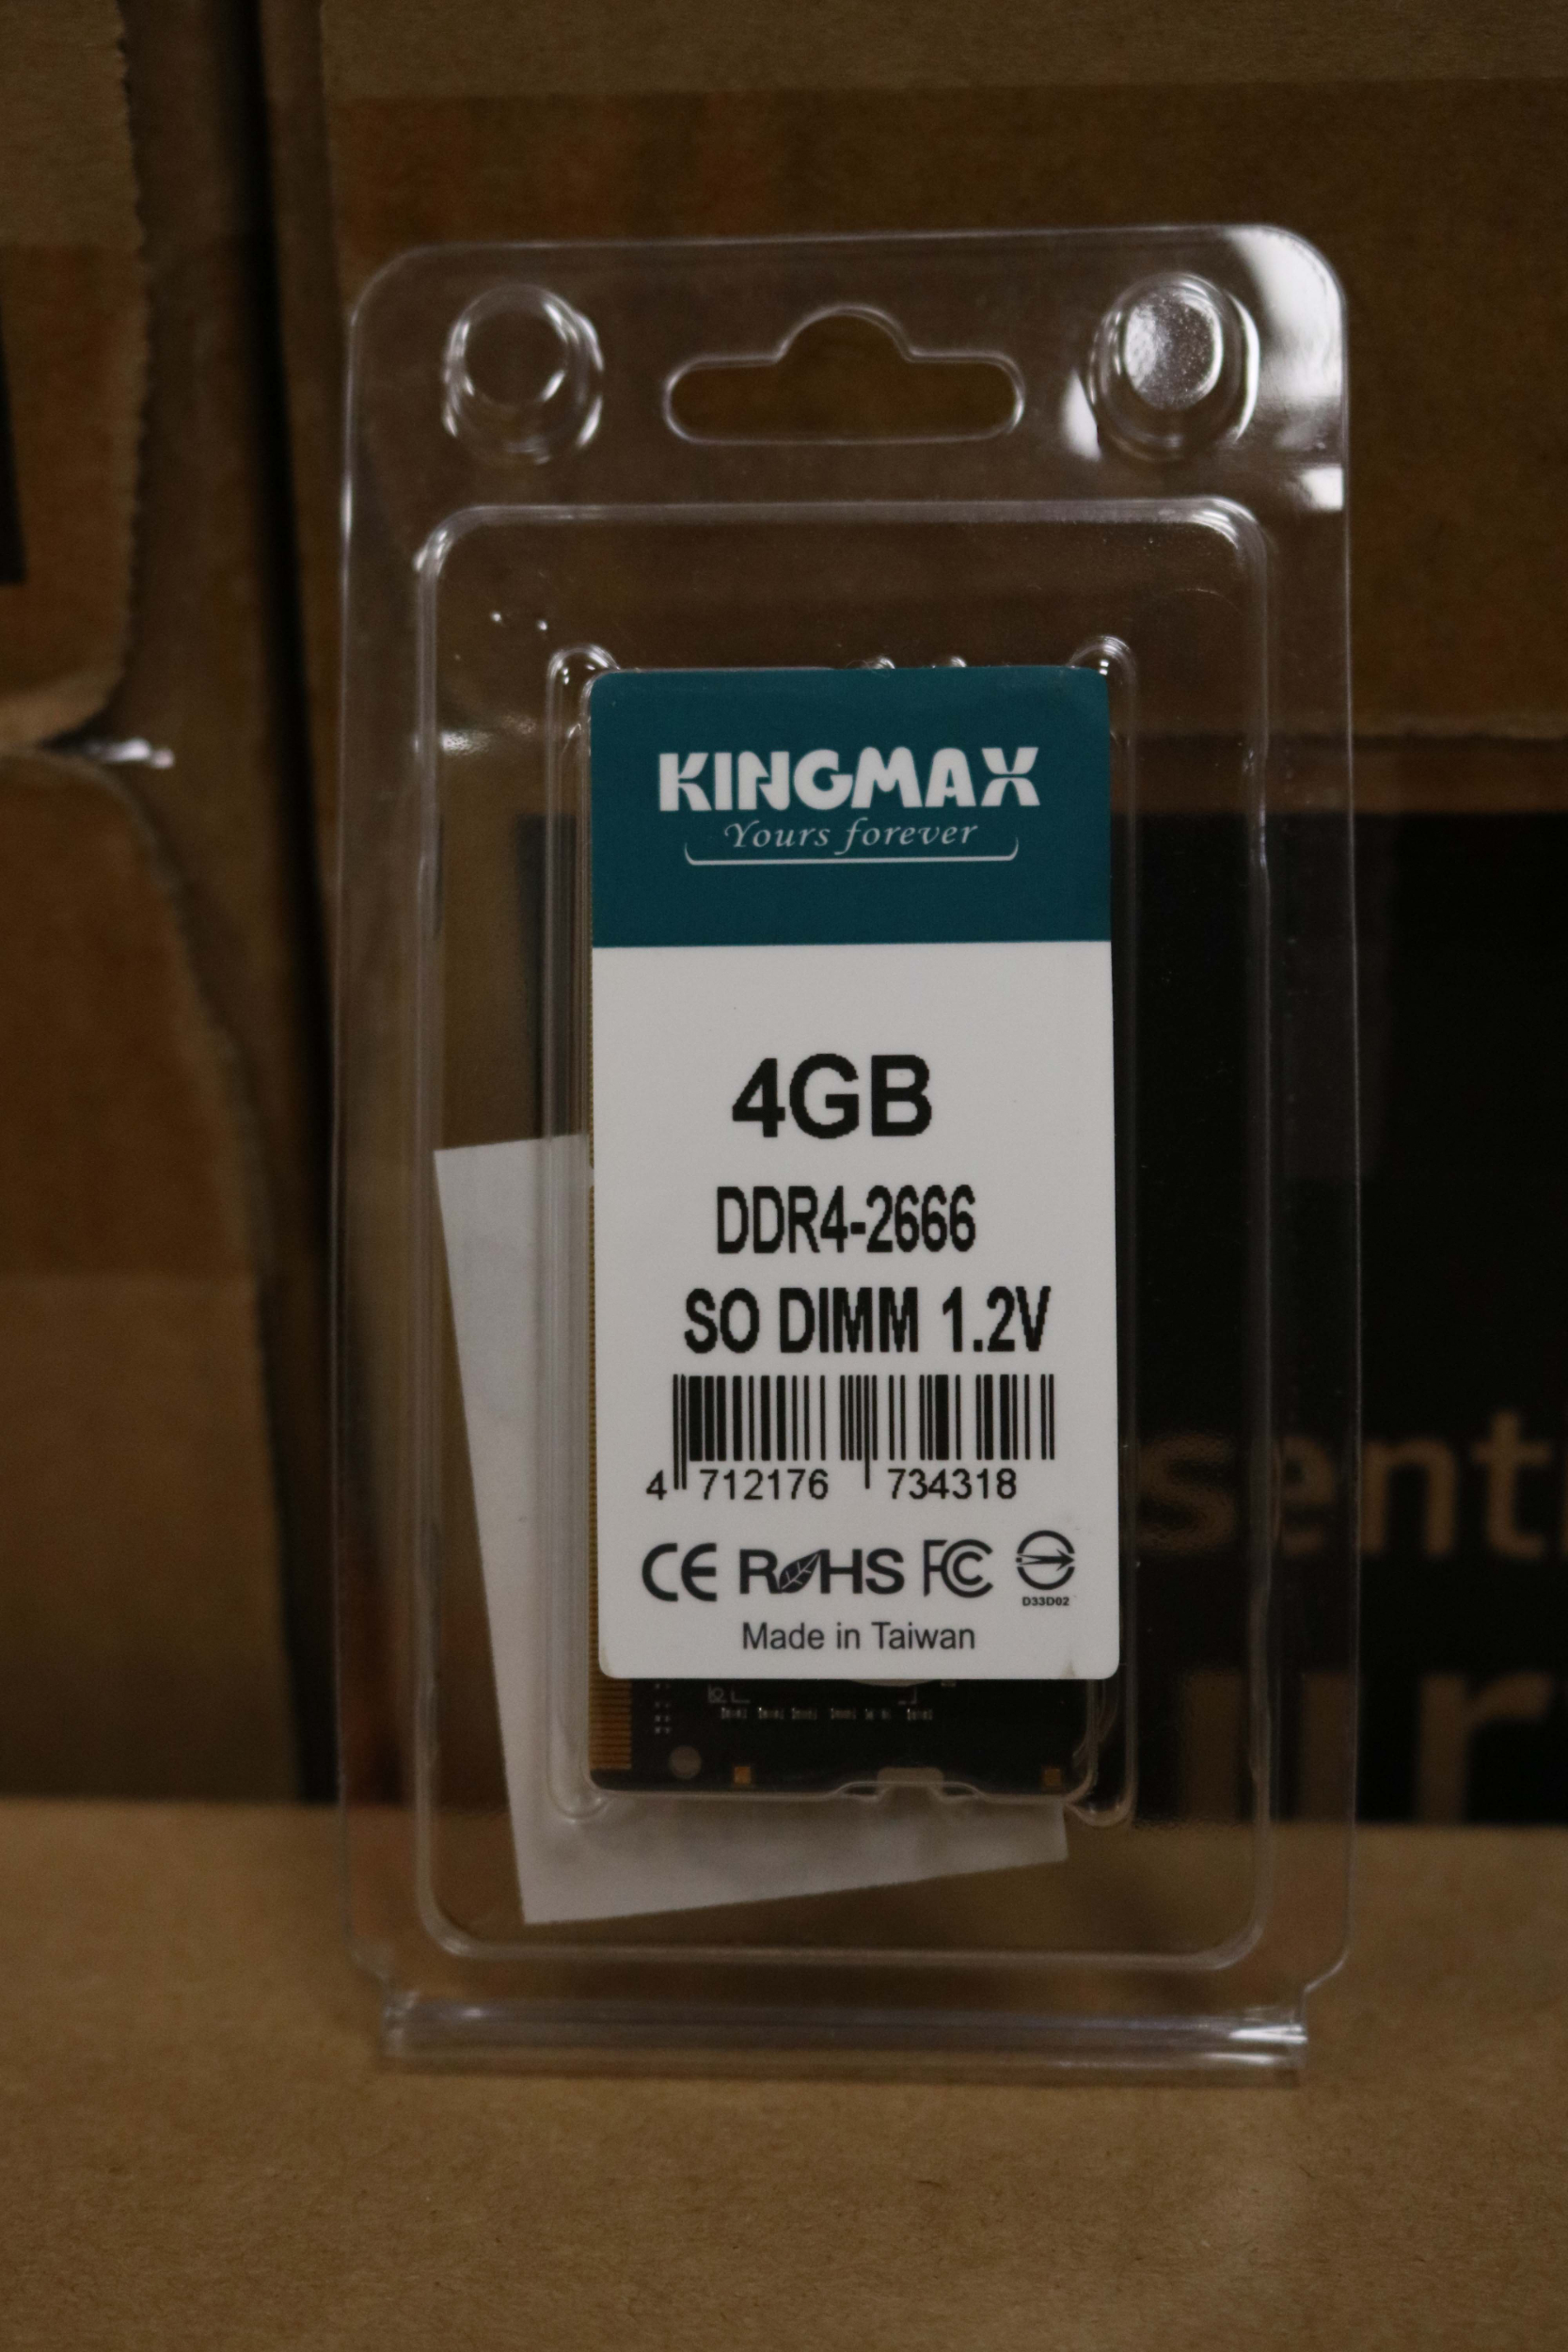 KINGMAX
Yours forever
4GB
DDR4-2666
SO DIMM 1.2V
4 712176 734318
CE RoHS FC
D33D02
Made in Taiwan
sent